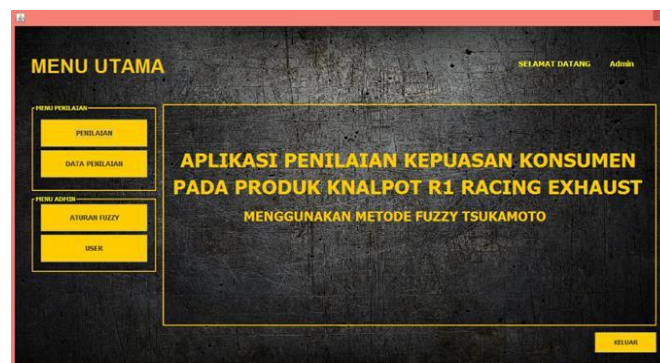 MENU UTAMA
SELAMAT DATANG Admin
MENU PENILAIAN
PENILAIAN
DATA PENILAIAN
MENU ADMIN
ATURAN FUZZY
USER
APLIKASI PENILAIAN KEPUASAN KONSUMEN
PADA PRODUK KNALPOT R1 RACING EXHAUST
MENGGUNAKAN METODE FUZZY TSUKAMOTO
KELUAR